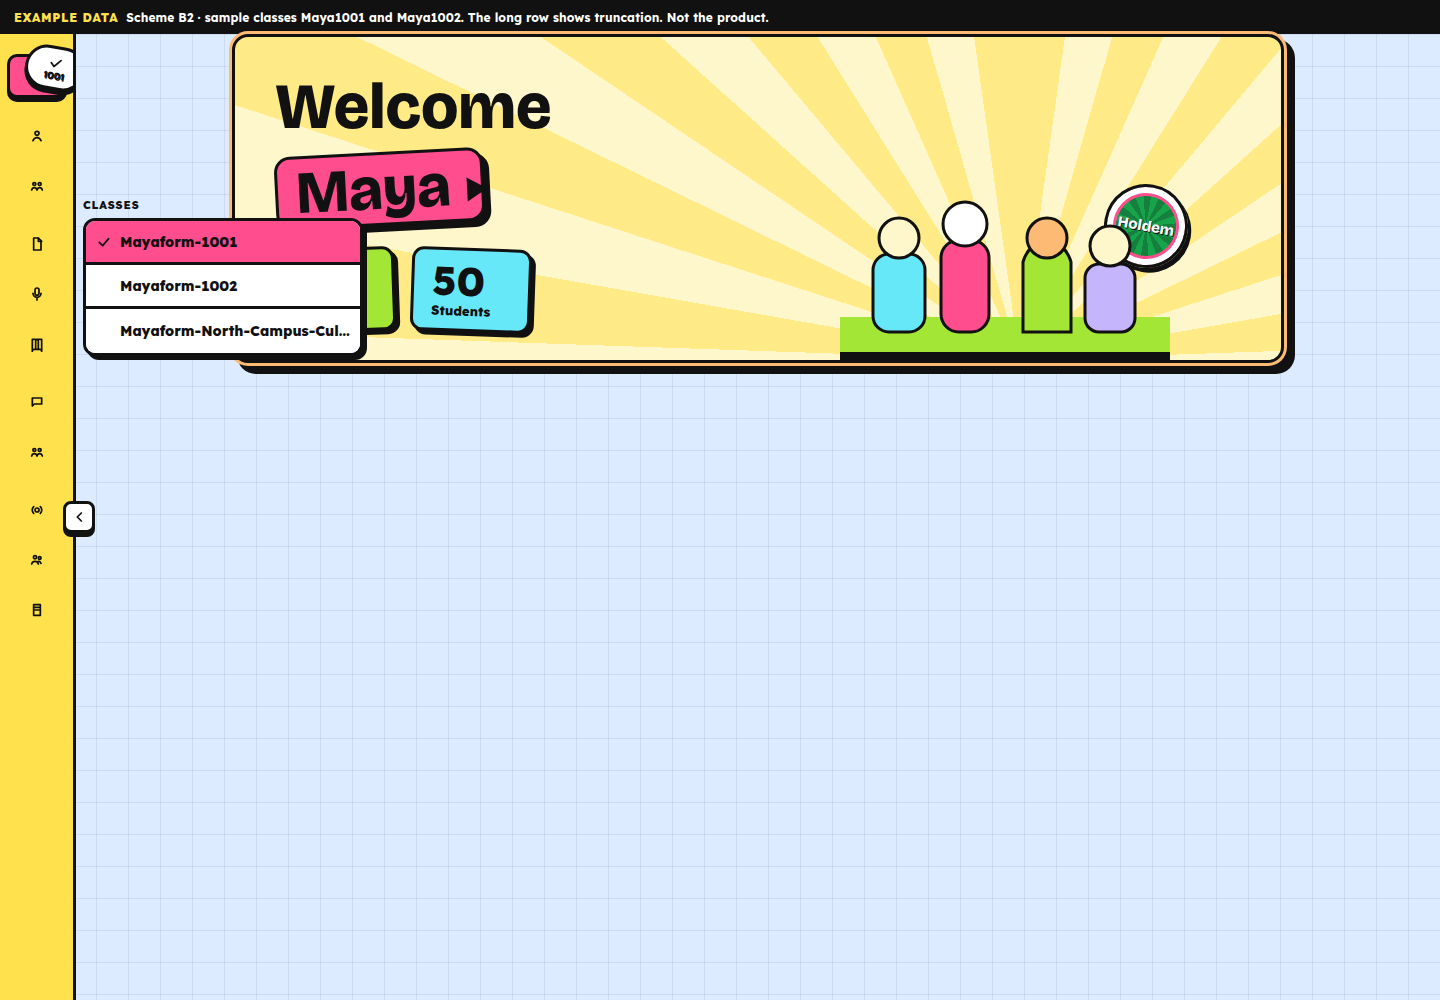 EXAMPLE DATA Scheme B2 · sample classes Maya1001 and Maya1002. The long row shows truncation. Not the product.
1001
Welcome
Maya
CLASSES
Mayaform-1001
Mayaform-1002
Mayaform-North-Campus-Cul...
50
Students
Holdem